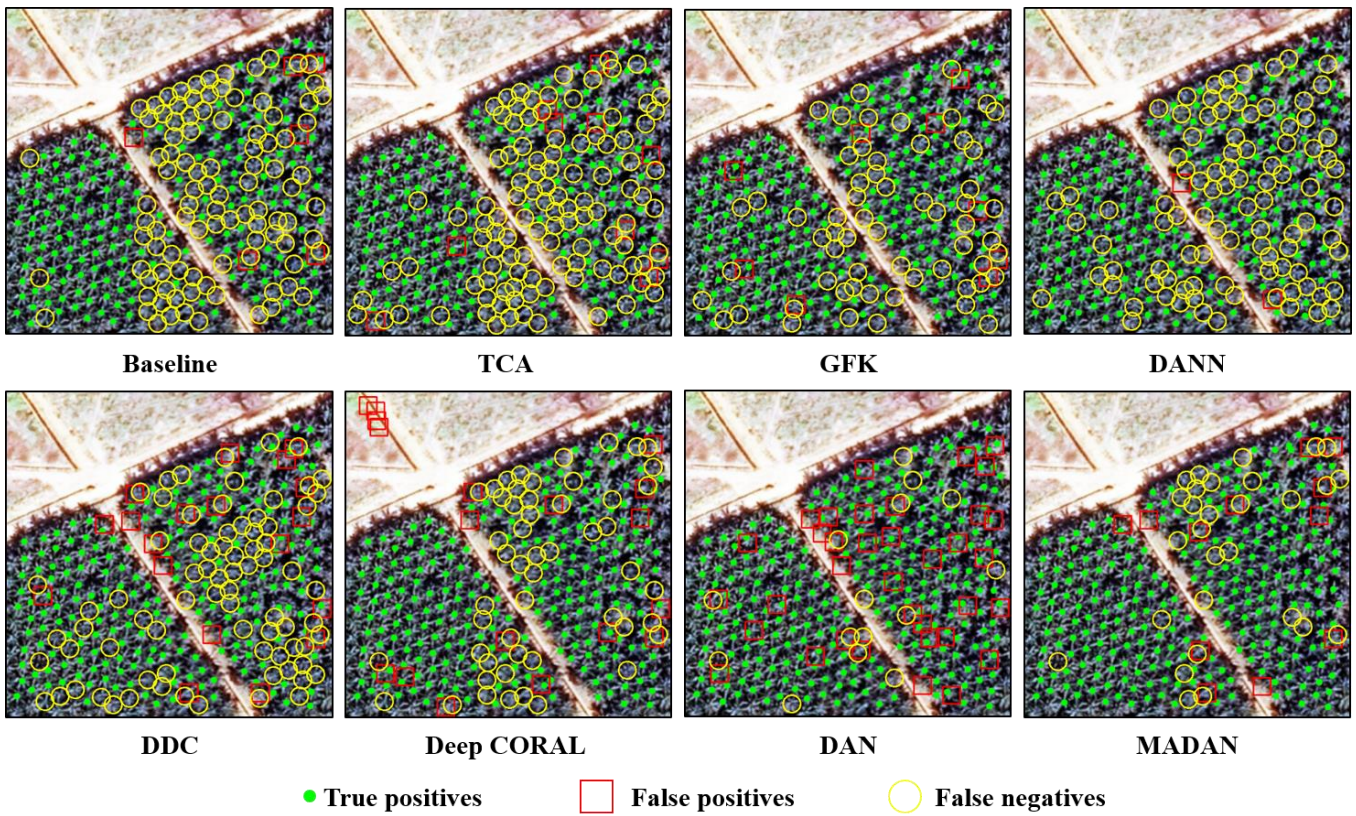 Baseline TCA GFK DANN
DDC Deep CORAL DAN MADAN
True positives False positives False negatives